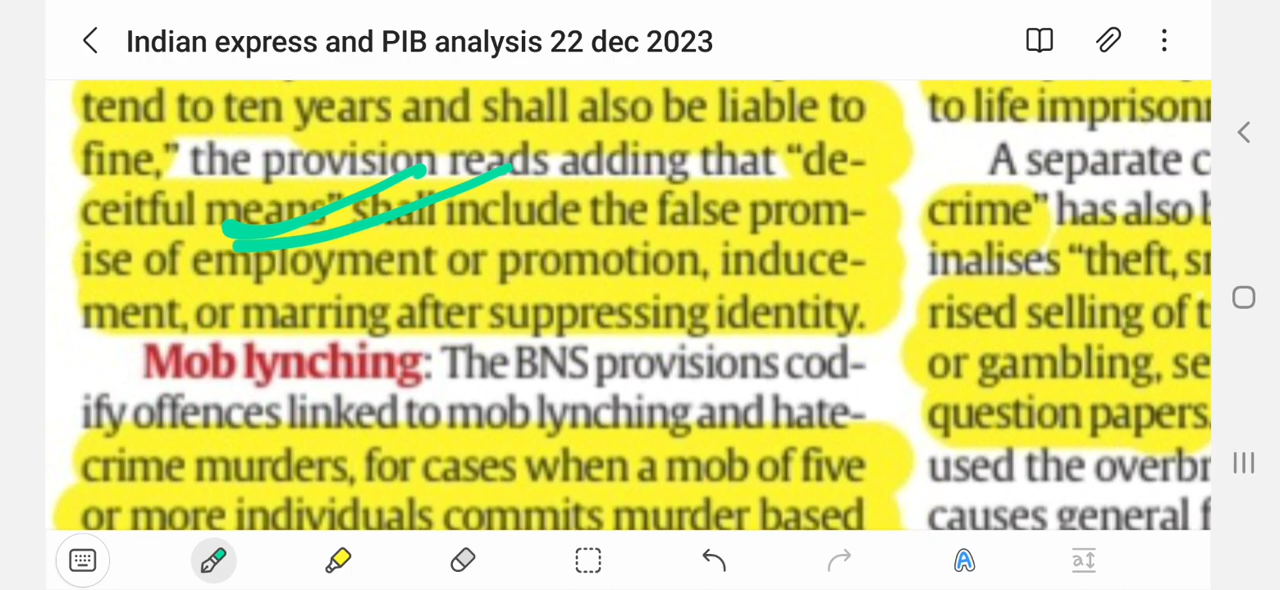 Indian express and PIB analysis 22 dec 2023
tend to ten years and shall also be liable to
fine,” the provision reads adding that “de-
ceitful means” shall include the false prom-
ise of employment or promotion, induce-
ment, or marring after suppressing identity.
Mob lynching: The BNS provisions cod-
ify offences linked to mob lynching and hate-
crime murders, for cases when a mob of five
or more individuals commits murder based
to life imprison
A separate c
crime” has also
inalises “theft, s
rised selling of t
or gambling, se
question papers.
used the overb
causes general f